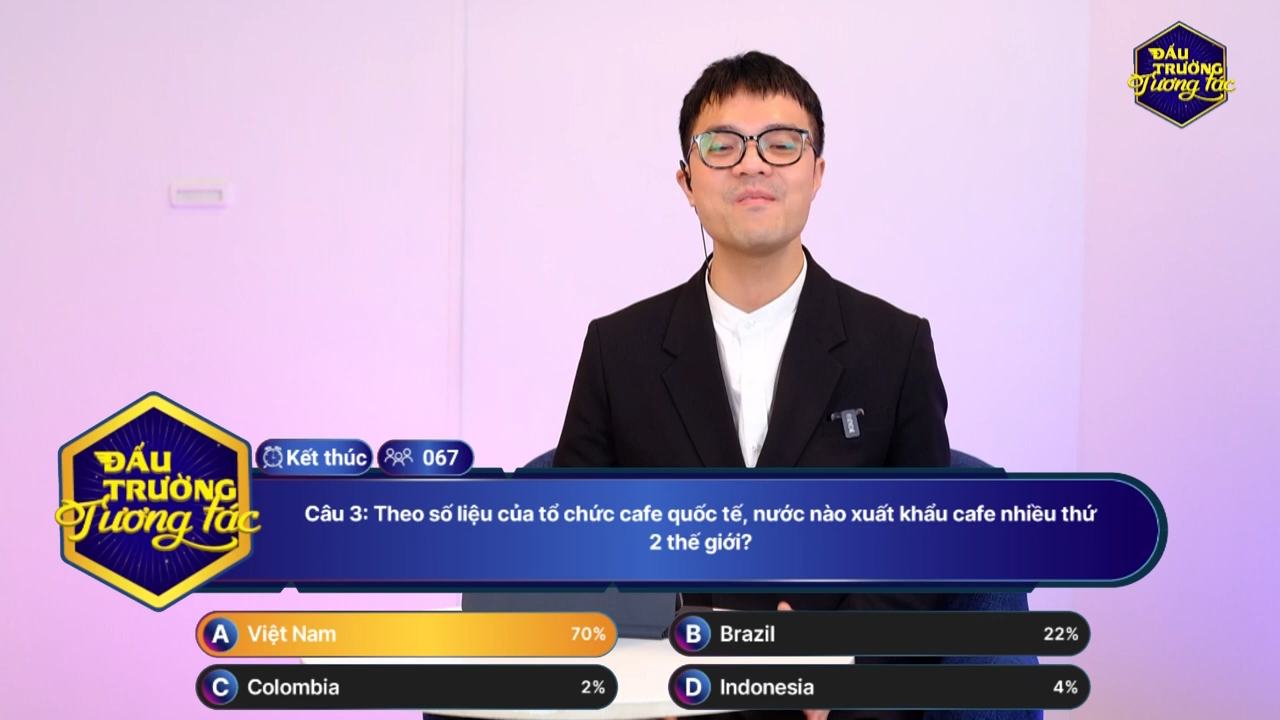 ĐẤU
TRƯỜNG
Tương tác
Kết thúc
067
ĐẤU
TRƯỜNG
Tương tác
Câu 3: Theo số liệu của tổ chức cafe quốc tế, nước nào xuất khẩu cafe nhiều thứ
2 thế giới?
A Việt Nam 70%
B Brazil 22%
C Colombia 2%
D Indonesia 4%